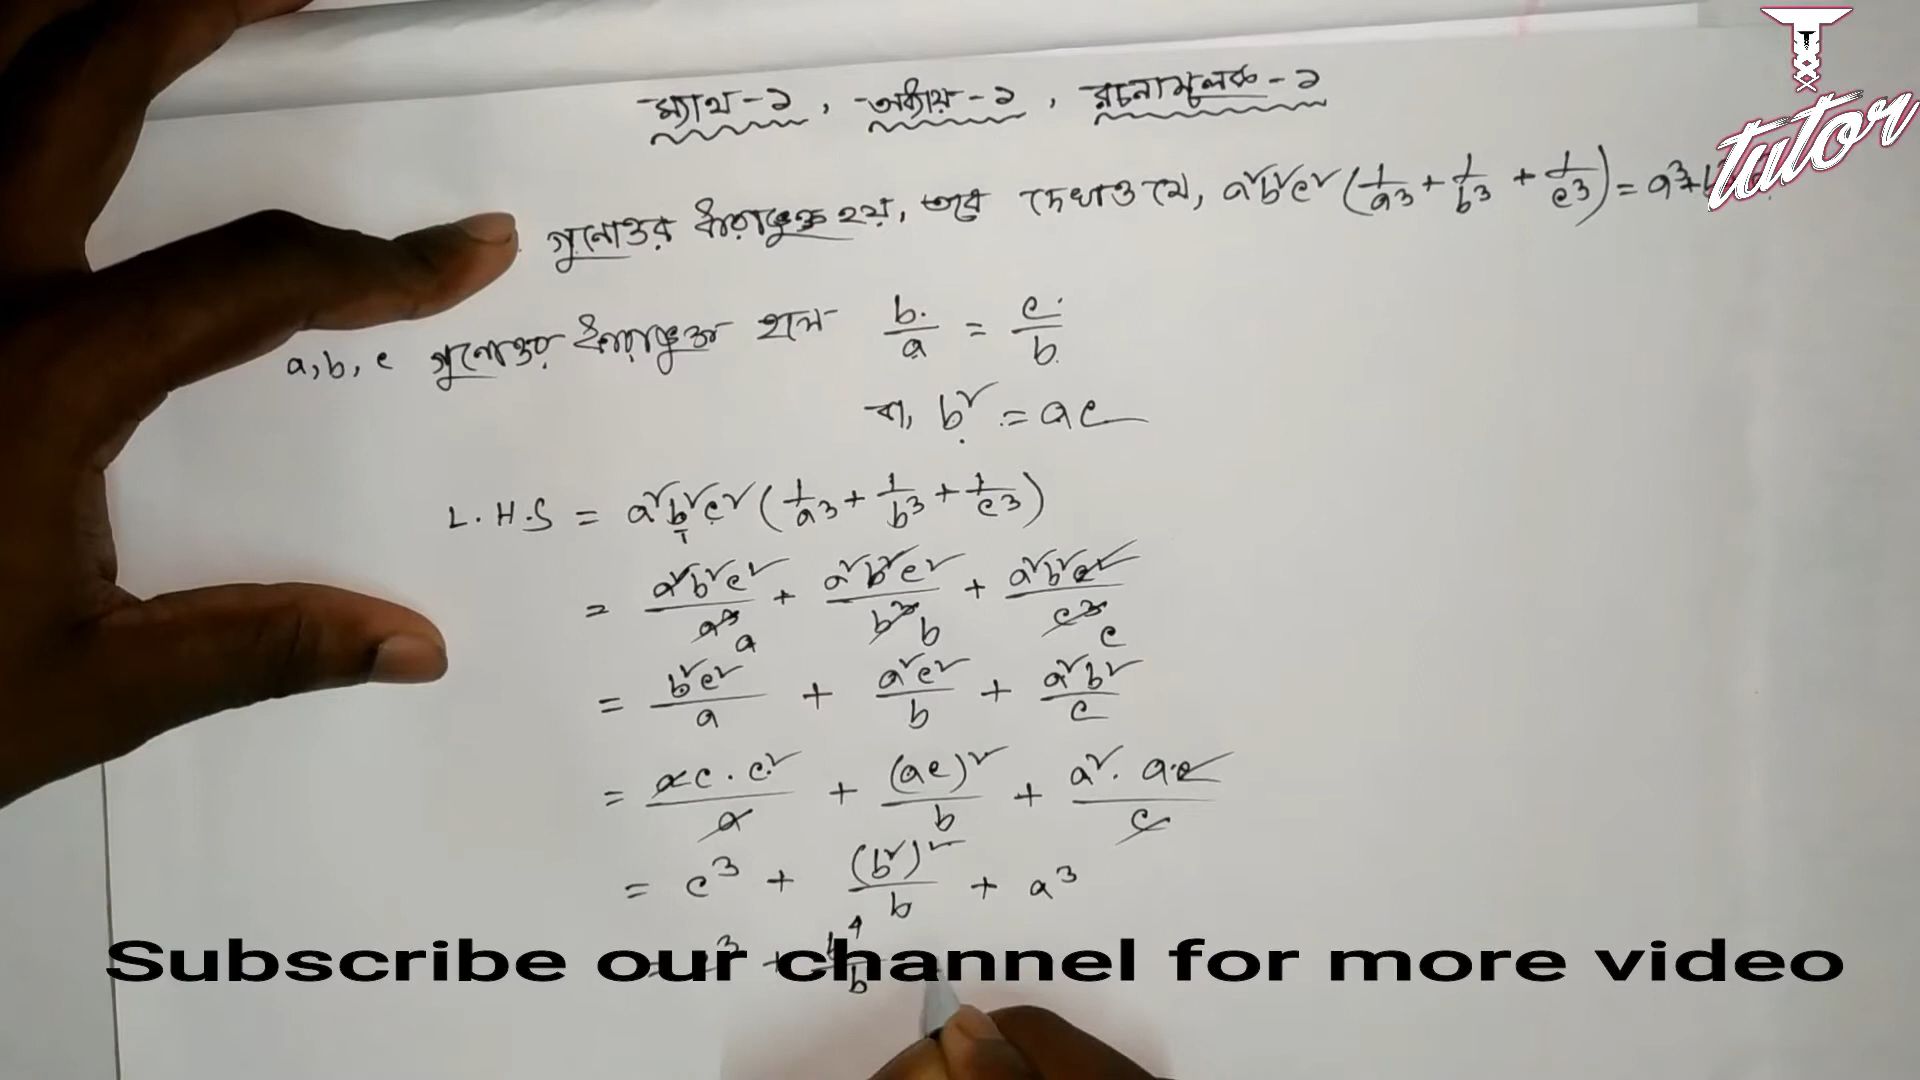 ম্যাথ-১, অধ্যায়-১, রচনামূলক-১
গুনোত্তর ধারাভুক্ত হয়, তবে দেখাও যে, a²b²c² (1/a³ + 1/b³ + 1/c³) = a³+b
a, b, c গুনোত্তর ধারাভুক্ত হলে b/a = c/b
বা, b² = ac
L.H.S = a²b²c² (1/a³ + 1/b³ + 1/c³)
= a²b²c²/a³ a + a²b²c²/b³ b + a²b²c²/c³ c
= b²c²/a + a²c²/b + a²b²/c
= ac.c²/a + (ac)²/b + a².ac/c
= c³ + (b²)²/b + a³
= c³ + b⁴/b
Subscribe our channel for more video
T
tutor